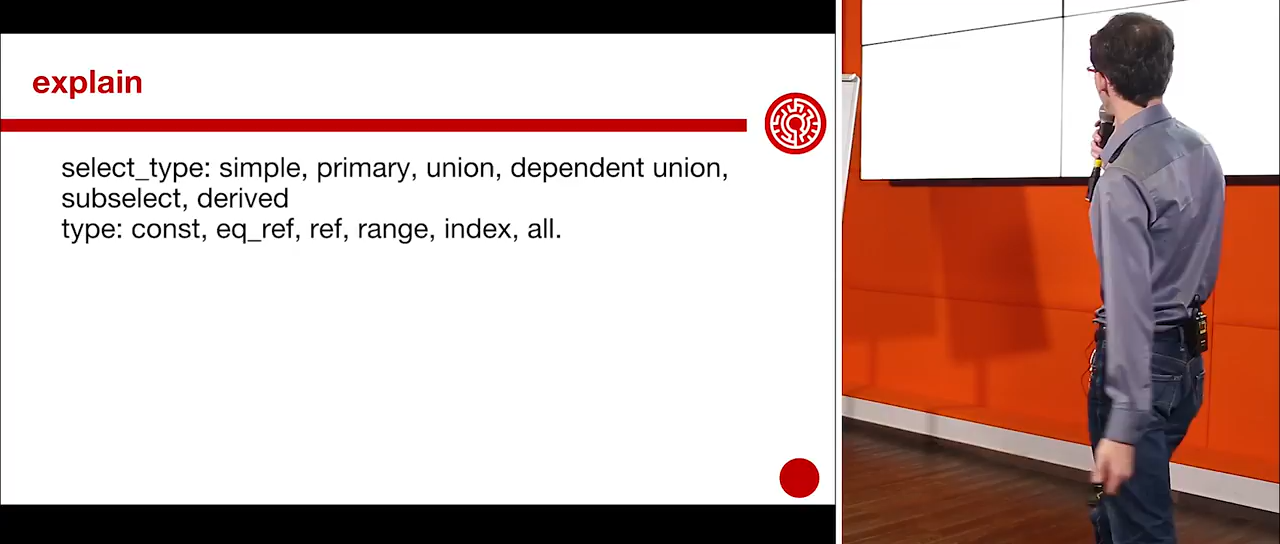 explain
select_type: simple, primary, union, dependent union,
subselect, derived
type: const, eq_ref, ref, range, index, all.